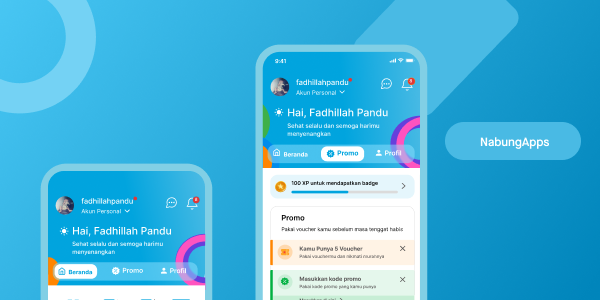 9:41
fadhillahpandu
Akun Personal
Hai, Fadhillah Pandu
Sehat selalu dan semoga harimu
menyenangkan
Beranda
Promo
Profil
100 XP untuk mendapatkan badge
Promo
Pakai voucher kamu sebelum masa tenggat habis
Kamu Punya 5 Voucher
Pakai vouchermu dan nikmati murahnya
Masukkan kode promo
Pakai kode promo yang kamu punya
NabungApps
fadhillahpandu
Akun Personal
Hai, Fadhillah Pandu
Sehat selalu dan semoga harimu
menyenangkan
Beranda
Promo
Profil